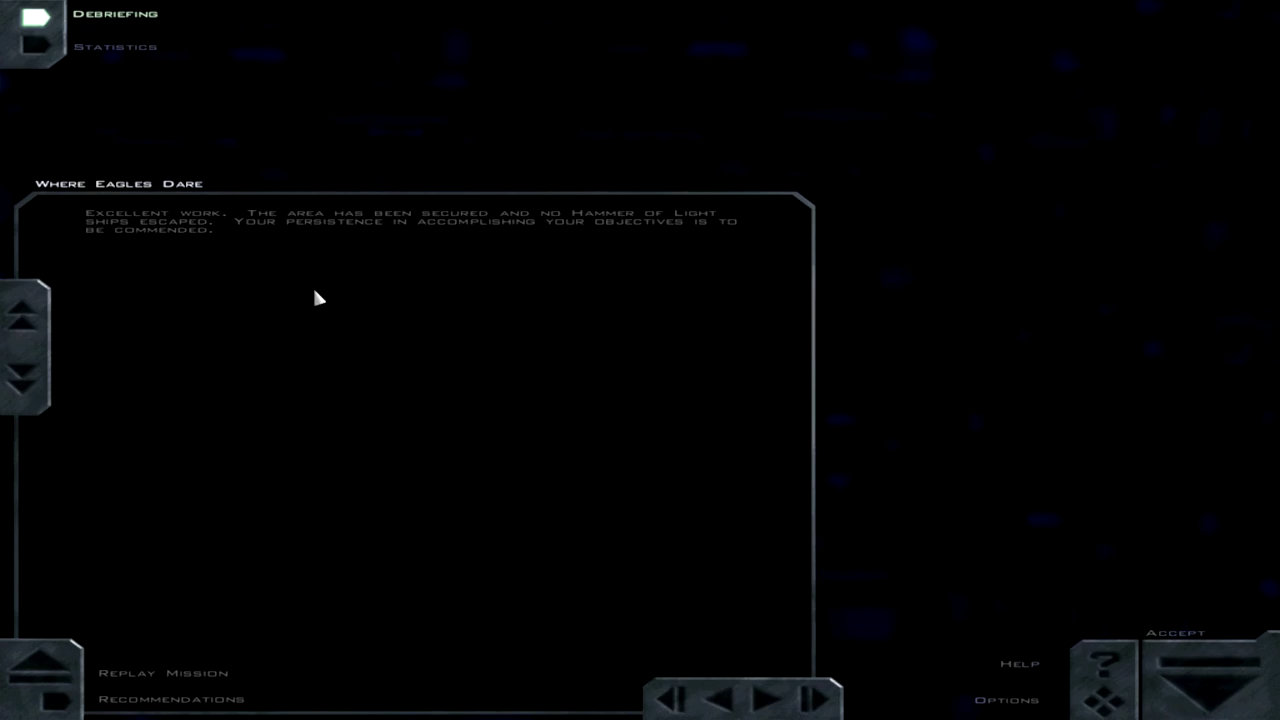 Debriefing
Statistics
Where Eagles Dare
Excellent work. The area has been secured and no Hammer of Light
ships escaped. Your persistence in accomplishing your objectives is to
be commended.
Accept
Help
?
Replay Mission
Recommendations
Options